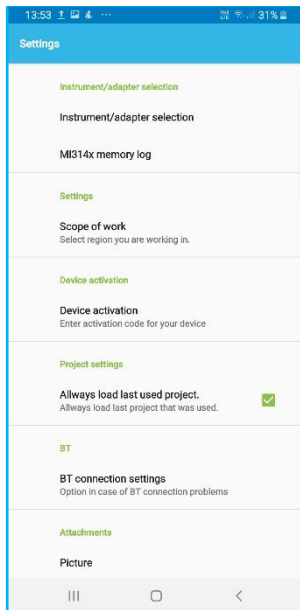 13:53
31%
Settings
Instrument/adapter selection
Instrument/adapter selection
MI314x memory log
Settings
Scope of work
Select region you are working in.
Device activation
Device activation
Enter activation code for your device
Project settings
Allways load last used project.
Allways load last project that was used.
BT
BT connection settings
Option in case of BT connection problems
Attachments
Picture